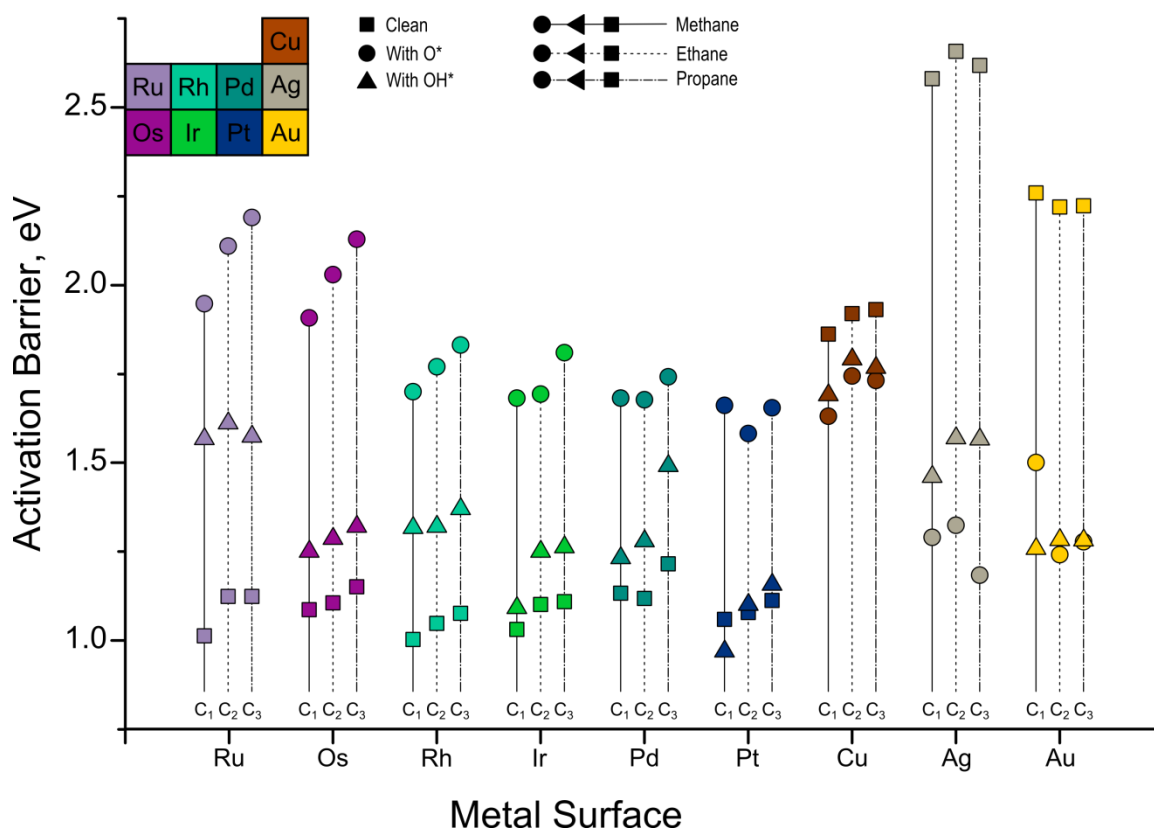 Cu
Ru Rh Pd Ag
Os Ir Pt Au
Clean
With O*
With OH*
Methane
Ethane
Propane
Activation Barrier, eV
2.5
2.0
1.5
1.0
C₁ C₂ C₃ C₁ C₂ C₃ C₁ C₂ C₃ C₁ C₂ C₃ C₁ C₂ C₃ C₁ C₂ C₃ C₁ C₂ C₃ C₁ C₂ C₃ C₁ C₂ C₃
Ru Os Rh Ir Pd Pt Cu Ag Au
Metal Surface